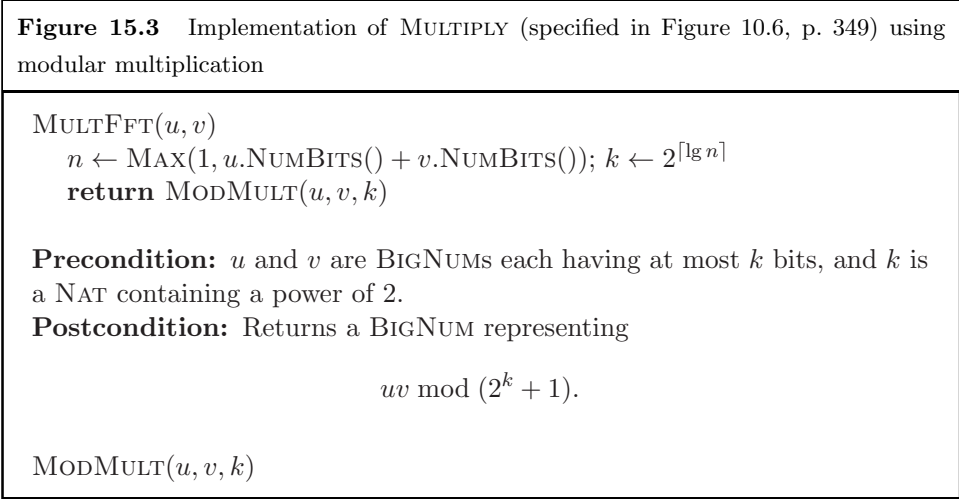 Figure 15.3 Implementation of MULTIPLY (specified in Figure 10.6, p. 349) using
modular multiplication
MULTFFT(u, v)
n ← MAX(1, u.NUMBITS() + v.NUMBITS()); k ← 2^⌈lg n⌉
return MODMULT(u, v, k)
Precondition: u and v are BIGNUMs each having at most k bits, and k is
a NAT containing a power of 2.
Postcondition: Returns a BIGNUM representing
uv mod (2^k + 1).
MODMULT(u, v, k)